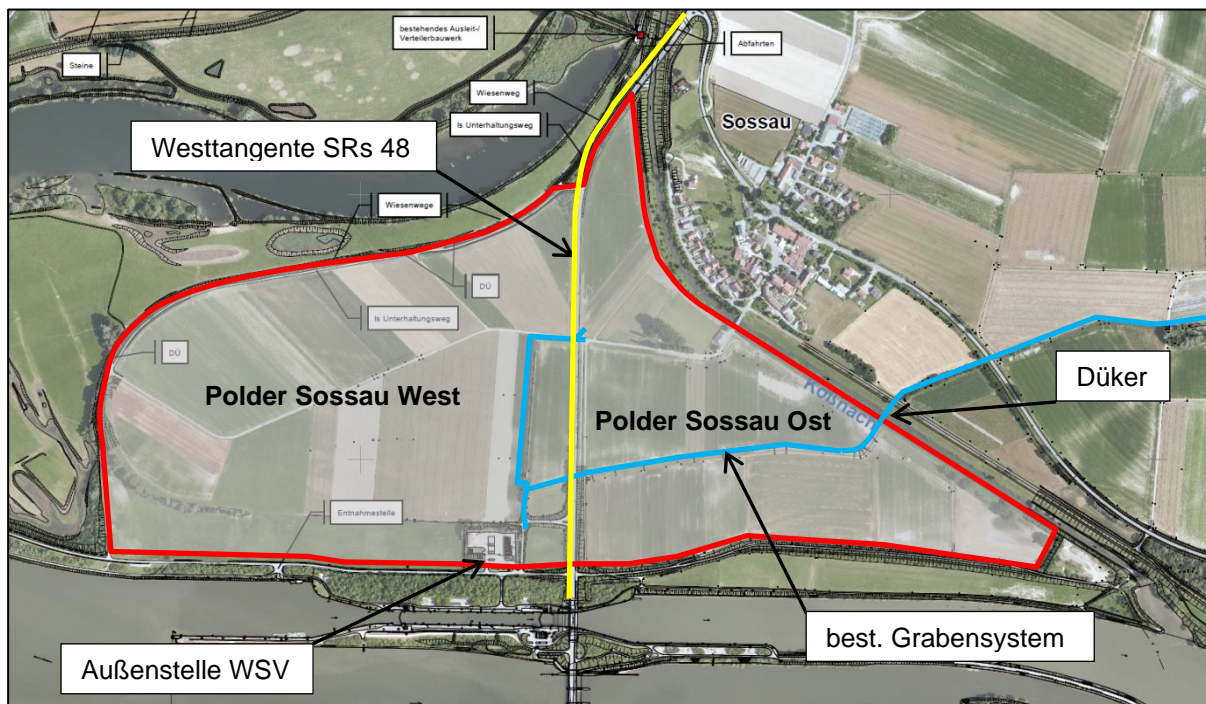 bestehendes Ausleit-/
Verteilerbauwerk
Abfahrten
Steine
Wiesenweg
Sossau
Is Unterhaltungsweg
Westtangente SRs 48
Wiesenwege
DÜ
Is Unterhaltungsweg
DÜ
Düker
Polder Sossau West
Polder Sossau Ost
Kößnach
Entnahmestelle
best. Grabensystem
Außenstelle WSV